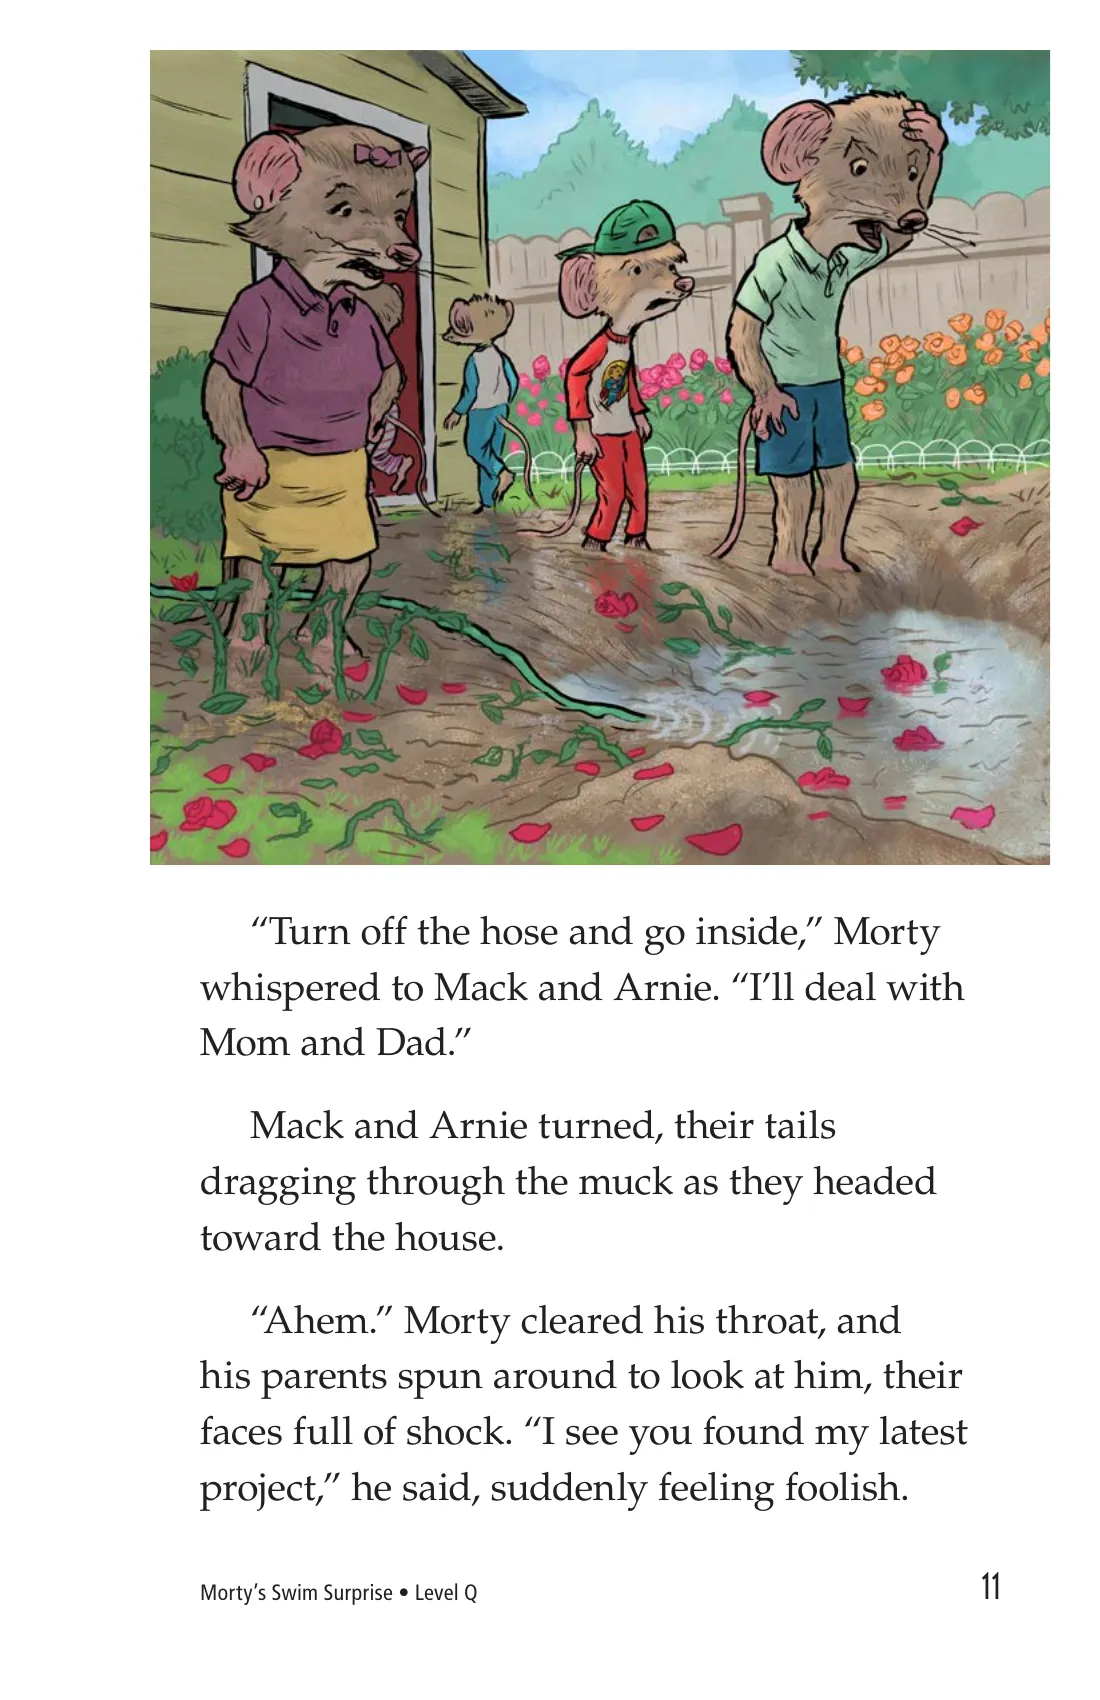 “Turn off the hose and go inside,” Morty
whispered to Mack and Arnie. “I’ll deal with
Mom and Dad.”
Mack and Arnie turned, their tails
dragging through the muck as they headed
toward the house.
“Ahem.” Morty cleared his throat, and
his parents spun around to look at him, their
faces full of shock. “I see you found my latest
project,” he said, suddenly feeling foolish.
Morty’s Swim Surprise • Level Q
11